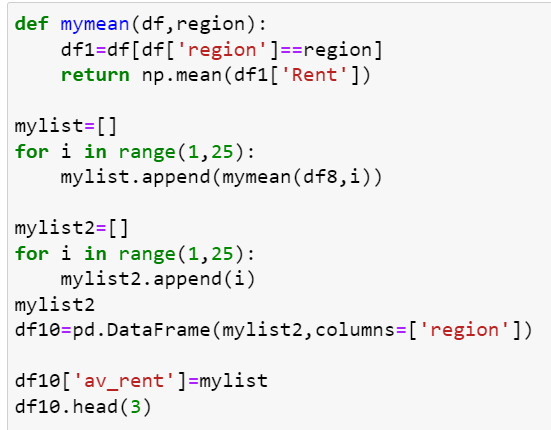 def mymean(df,region):
    df1=df[df['region']==region]
    return np.mean(df1['Rent'])

mylist=[]
for i in range(1,25):
    mylist.append(mymean(df8,i))

mylist2=[]
for i in range(1,25):
    mylist2.append(i)
mylist2
df10=pd.DataFrame(mylist2,columns=['region'])

df10['av_rent']=mylist
df10.head(3)